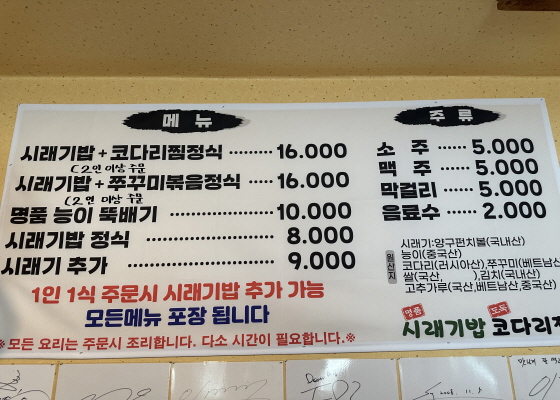 메 뉴
시래기밥+코다리찜정식 ········· 16.000
(2인 이상 주문
시래기밥+쭈꾸미볶음정식 ······ 16.000
(2인 이상 주문
명품 능이 뚝배기 ···················· 10.000
시래기밥 정식 ···················· 8.000
시래기 추가 ···················· 9.000
1인 1식 주문시 시래기밥 추가 가능
모든메뉴 포장 됩니다
※모든 요리는 주문시 조리합니다. 다소 시간이 필요합니다.※
주 류
소 주 ······ 5.000
맥 주 ······ 5.000
막걸리 ······ 5.000
음료수 ······ 2.000
원산지
시래기:양구펀치볼(국내산)
능이(중국산)
코다리(러시아산),쭈꾸미(베트남
쌀(국산, ),김치(국내산)
고추가루(국산,베트남산,중국산)
명품
시래기밥 코다리찌